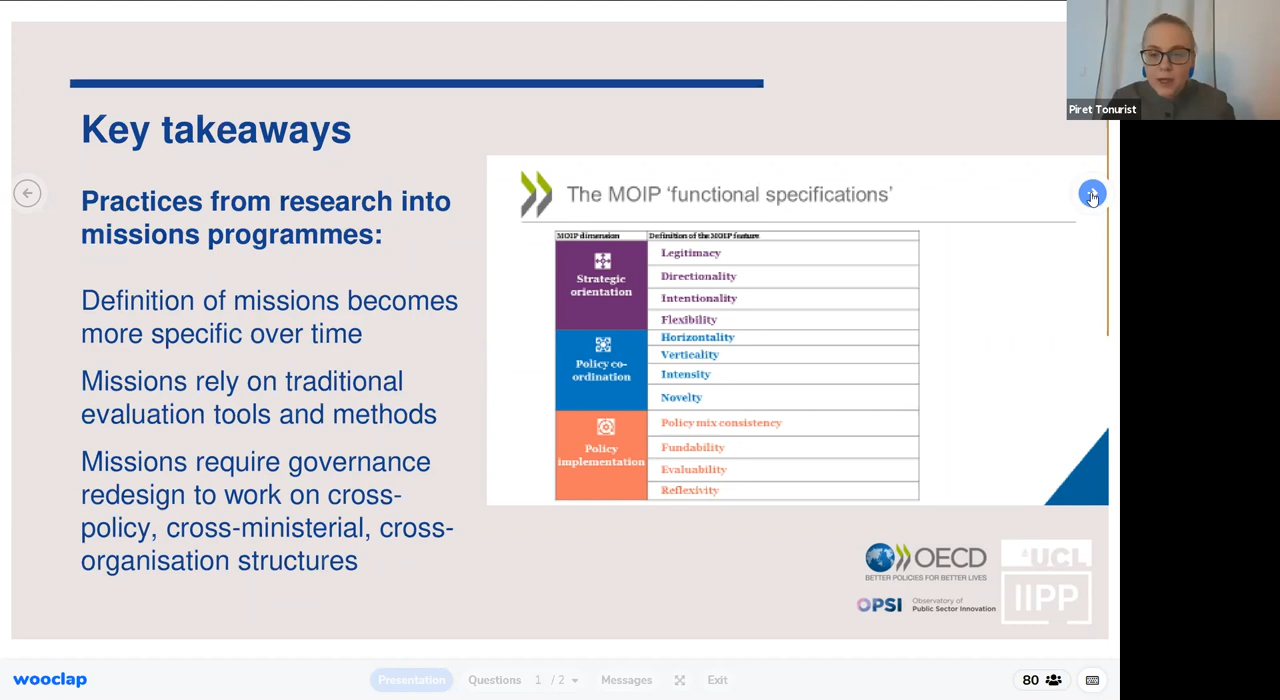 Piret Tonurist
Key takeaways
Practices from research into
missions programmes:
Definition of missions becomes
more specific over time
Missions rely on traditional
evaluation tools and methods
Missions require governance
redesign to work on cross-
policy, cross-ministerial, cross-
organisation structures
The MOIP ‘functional specifications’
MOIP dimension Definition of the MOIP feature
Strategic
orientation
Legitimacy
Directionality
Intentionality
Flexibility
Policy co-
ordination
Horizontality
Verticality
Intensity
Novelty
Policy
implementation
Policy mix consistency
Fundability
Evaluability
Reflexivity
OECD
BETTER POLICIES FOR BETTER LIVES
OPSI Observatory of
Public Sector Innovation
UCL
IIPP
wooclap
Presentation Questions 1 / 2 Messages Exit
80